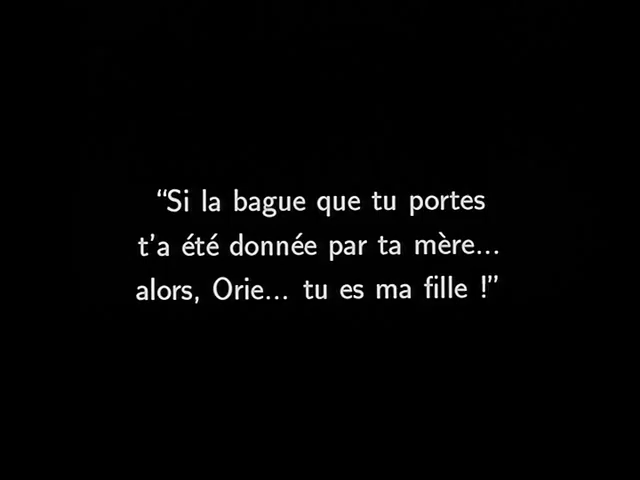 “Si la bague que tu portes
t’a été donnée par ta mère...
alors, Orie... tu es ma fille !”